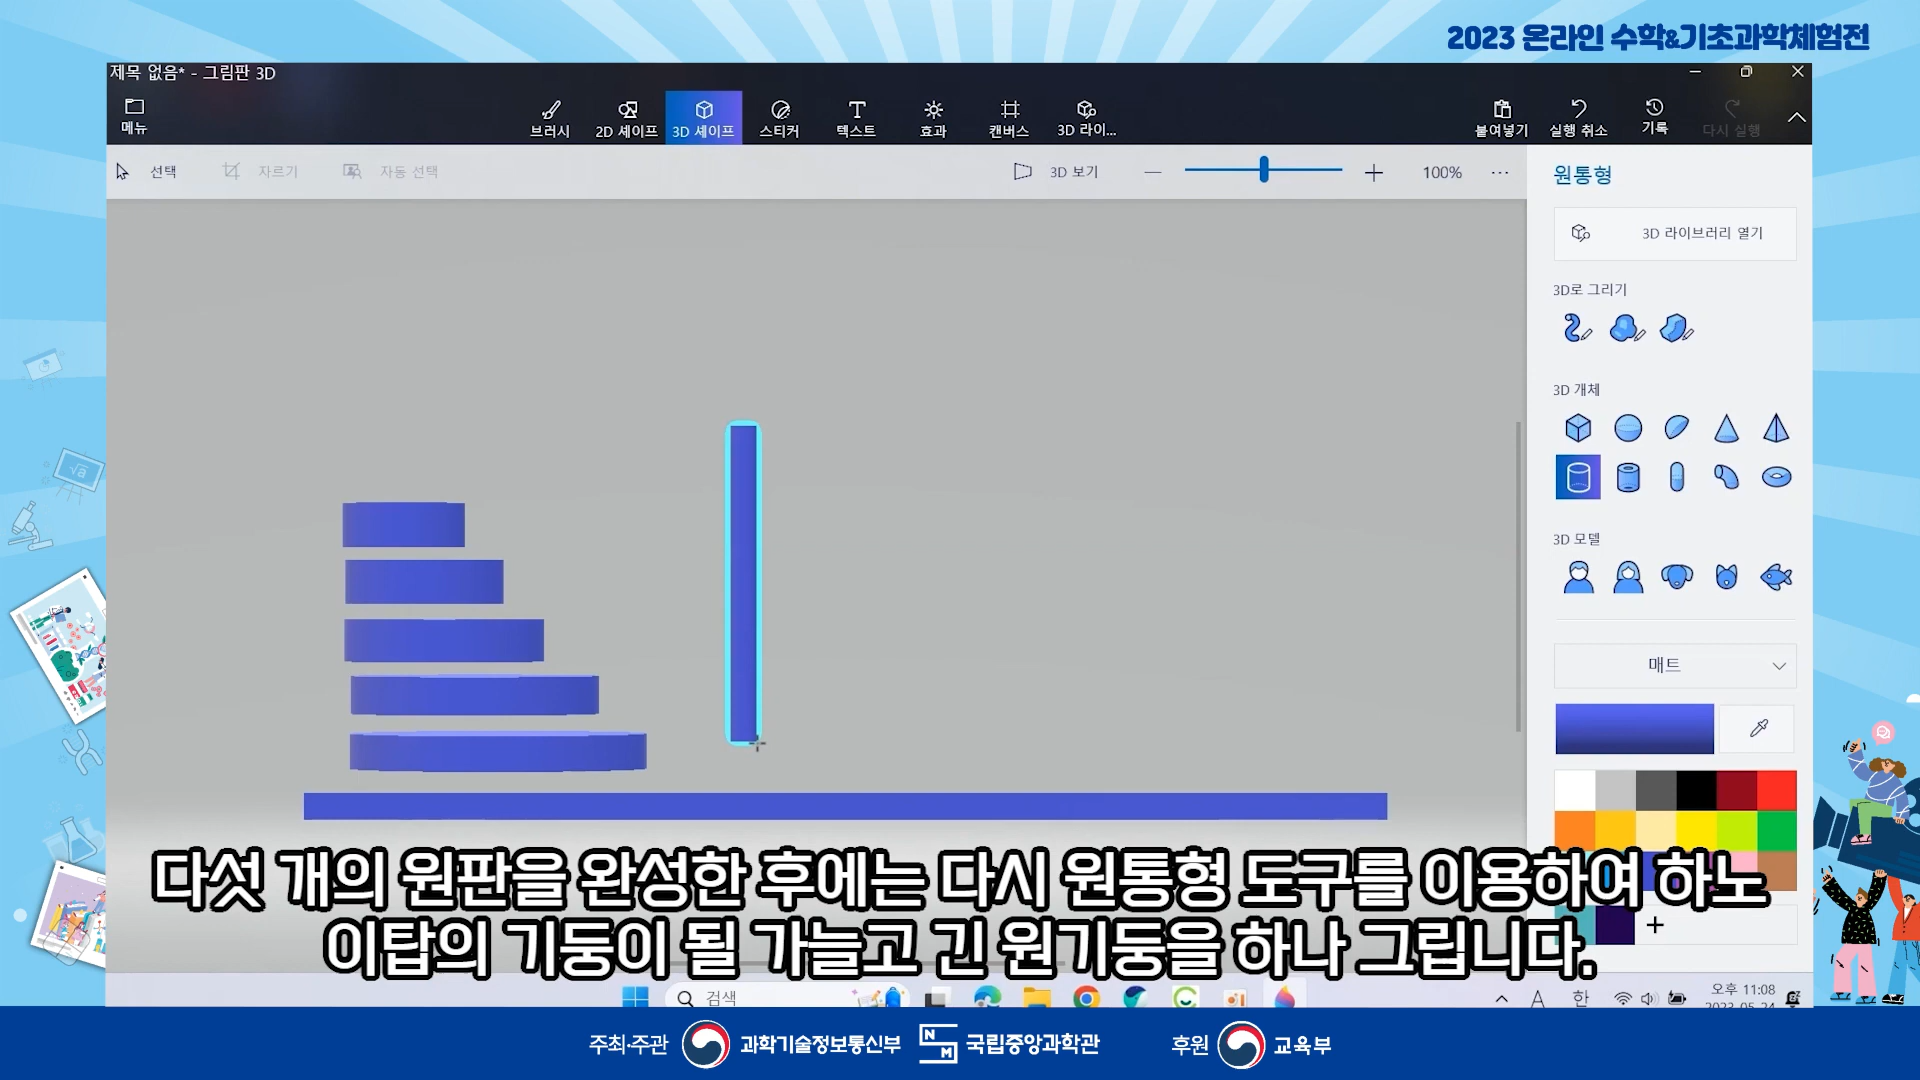 2023 온라인 수학&기초과학체험전
제목 없음* - 그림판 3D
메뉴
브러시
2D 셰이프
3D 셰이프
스티커
텍스트
효과
캔버스
3D 라이...
붙여넣기
실행 취소
기록
다시 실행
선택
자르기
자동 선택
3D 보기
100%
원통형
3D 라이브러리 열기
3D로 그리기
3D 개체
3D 모델
매트
다섯 개의 원판을 완성한 후에는 다시 원통형 도구를 이용하여 하노
이탑의 기둥이 될 가늘고 긴 원기둥을 하나 그립니다.
검색
A
한
오후 11:08
2023-05-24
주최·주관
과학기술정보통신부
NSM
국립중앙과학관
후원
교육부